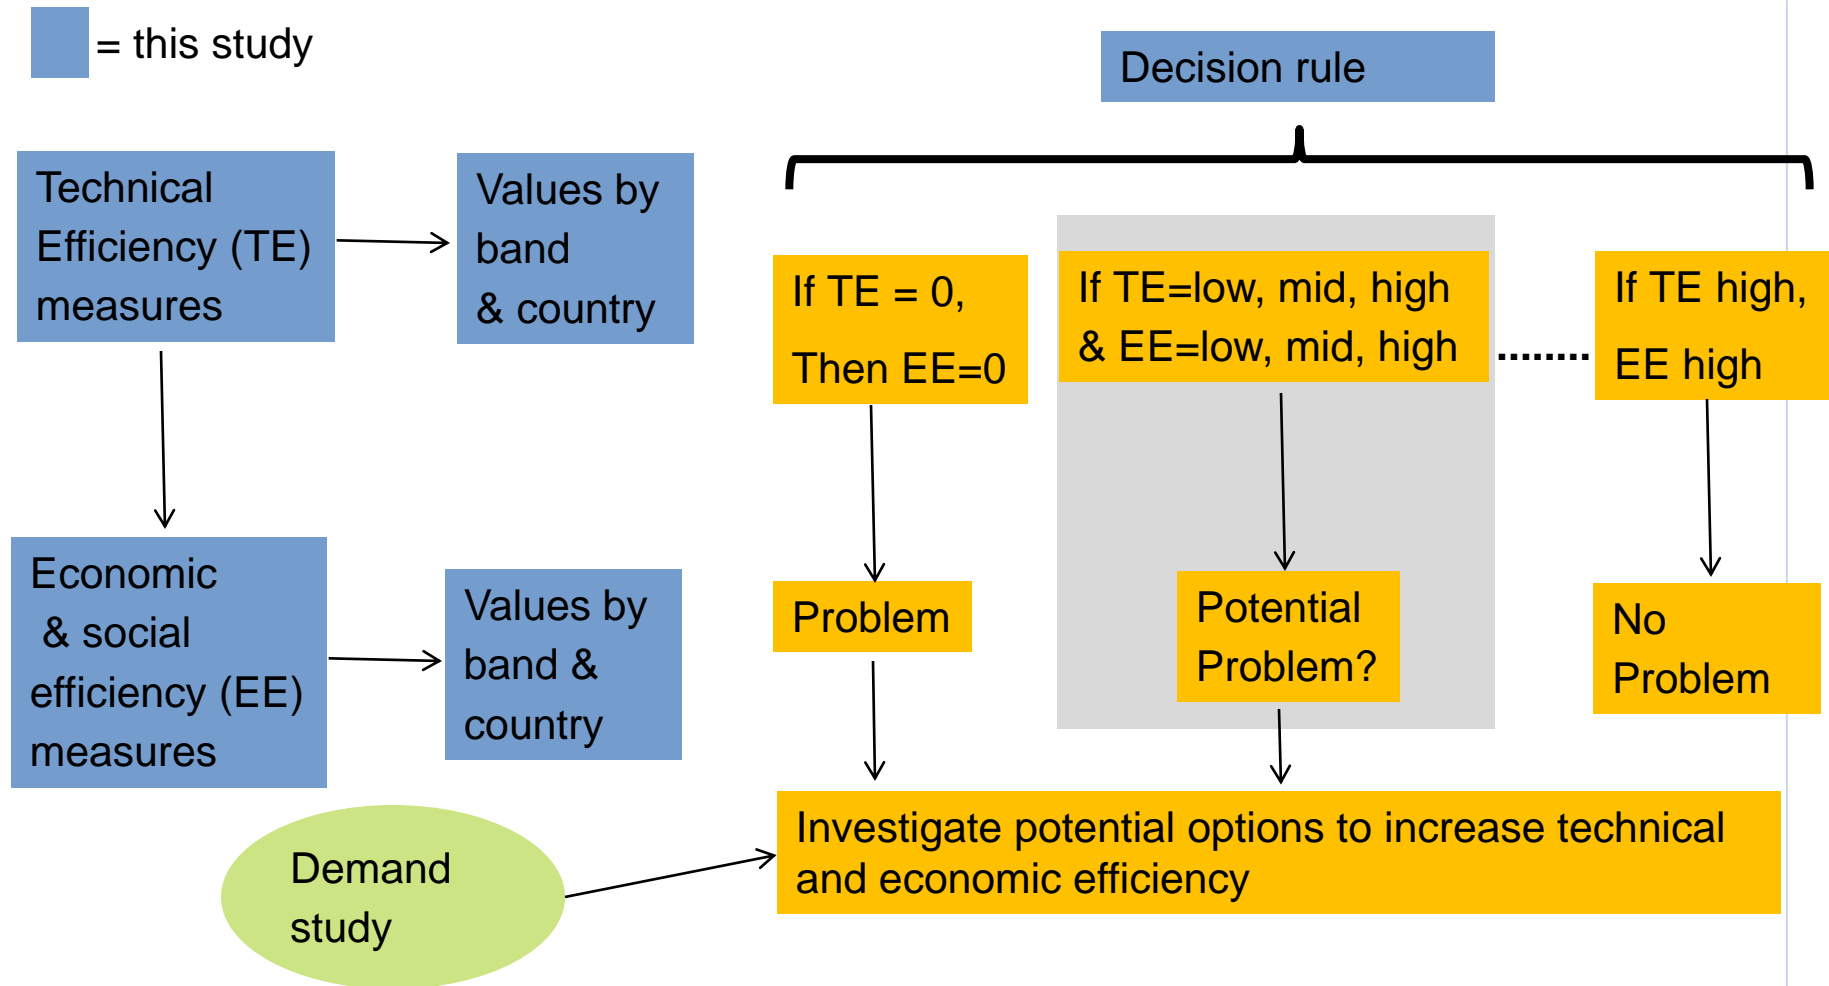 = this study
Decision rule
Technical
Efficiency (TE)
measures
Values by
band
& country
If TE = 0,
Then EE=0
If TE=low, mid, high
& EE=low, mid, high
........
If TE high,
EE high
Economic
& social
efficiency (EE)
measures
Values by
band &
country
Problem
Potential
Problem?
No
Problem
Demand
study
Investigate potential options to increase technical
and economic efficiency